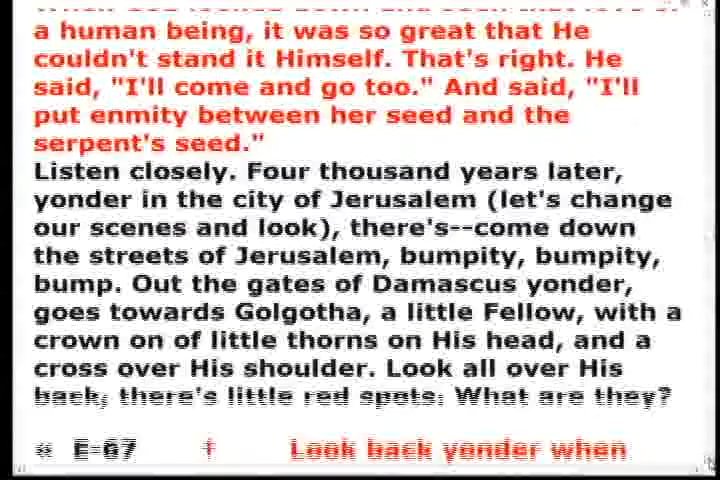 a human being, it was so great that He
couldn't stand it Himself. That's right. He
said, "I'll come and go too." And said, "I'll
put enmity between her seed and the
serpent's seed."
Listen closely. Four thousand years later,
yonder in the city of Jerusalem (let's change
our scenes and look), there's--come down
the streets of Jerusalem, bumpity, bumpity,
bump. Out the gates of Damascus yonder,
goes towards Golgotha, a little Fellow, with a
crown on of little thorns on His head, and a
cross over His shoulder. Look all over His
back, there's little red spots. What are they?
« E-67 † Look back yonder when